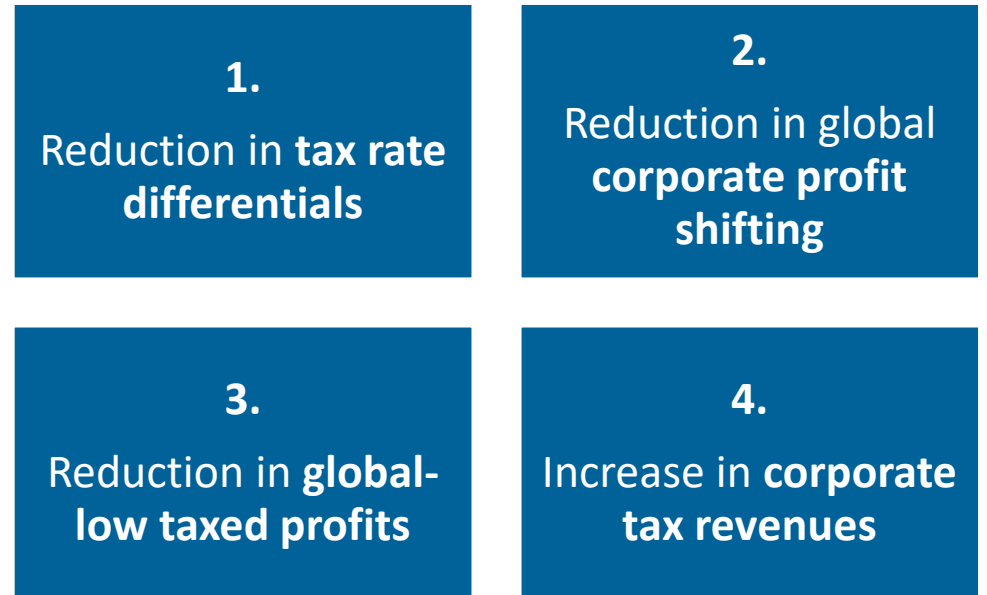 1.
Reduction in tax rate
differentials
2.
Reduction in global
corporate profit
shifting
3.
Reduction in global-
low taxed profits
4.
Increase in corporate
tax revenues